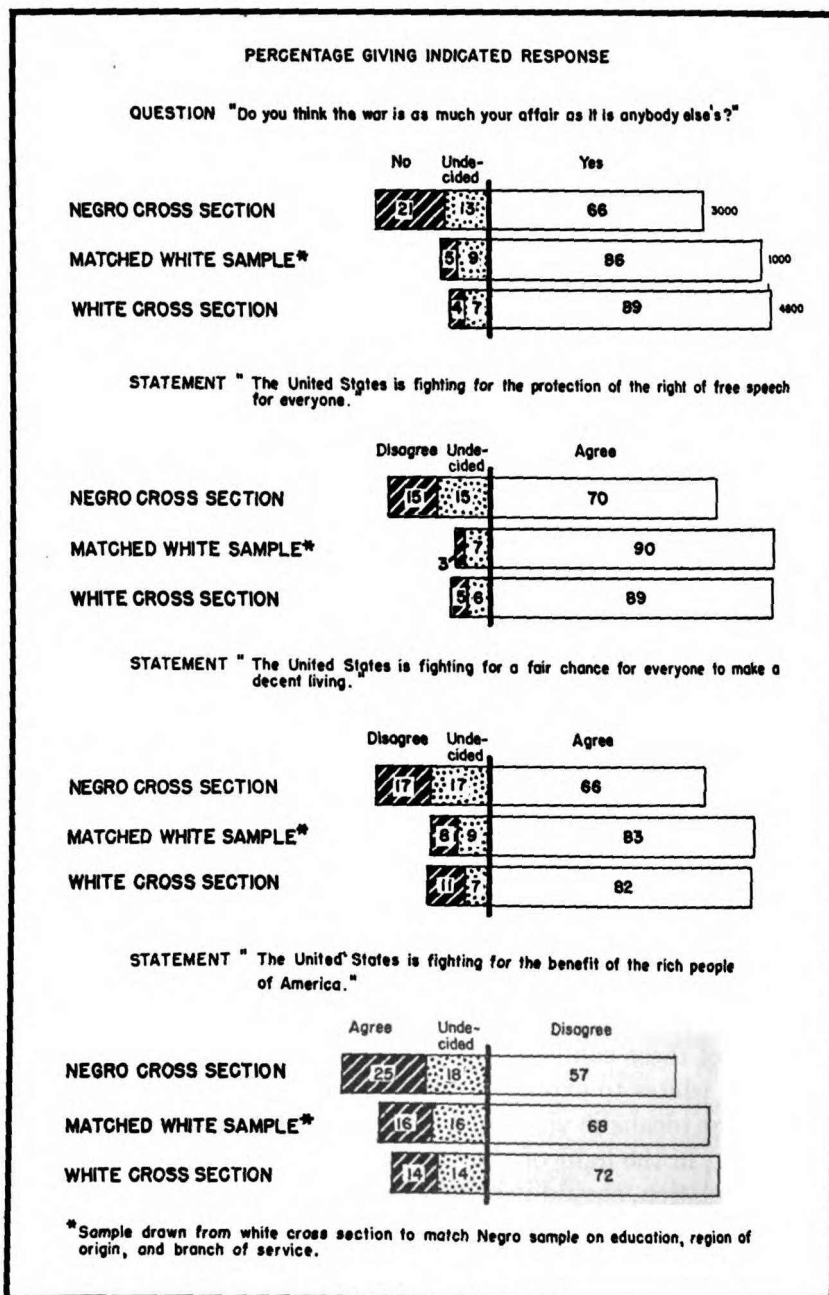 PERCENTAGE GIVING INDICATED RESPONSE
QUESTION "Do you think the war is as much your affair as it is anybody else's?"
No Unde-
cided Yes
NEGRO CROSS SECTION 21 13 66 3000
MATCHED WHITE SAMPLE* 5 9 86 1000
WHITE CROSS SECTION 4 7 89 4800
STATEMENT " The United States is fighting for the protection of the right of free speech
for everyone."
Disagree Unde-
cided Agree
NEGRO CROSS SECTION 15 15 70
MATCHED WHITE SAMPLE* 3 7 90
WHITE CROSS SECTION 5 6 89
STATEMENT " The United States is fighting for a fair chance for everyone to make a
decent living."
Disagree Unde-
cided Agree
NEGRO CROSS SECTION 17 17 66
MATCHED WHITE SAMPLE* 8 9 83
WHITE CROSS SECTION 11 7 82
STATEMENT " The United States is fighting for the benefit of the rich people
of America."
Agree Unde-
cided Disagree
NEGRO CROSS SECTION 25 18 57
MATCHED WHITE SAMPLE* 16 16 68
WHITE CROSS SECTION 14 14 72
*Sample drawn from white cross section to match Negro sample on education, region of
origin, and branch of service.